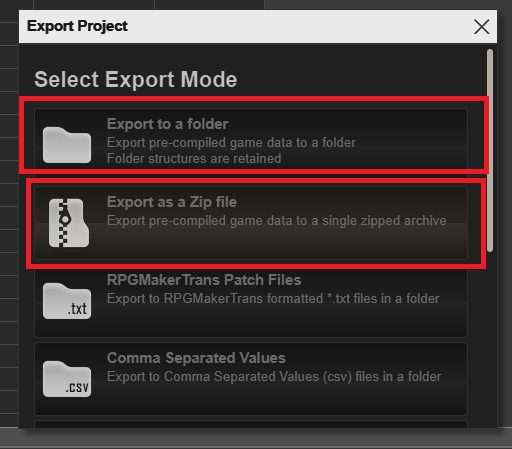 Export Project
Select Export Mode
Export to a folder
Export pre-compiled game data to a folder
Folder structures are retained
Export as a Zip file
Export pre-compiled game data to a single zipped archive
RPGMakerTrans Patch Files
Export to RPGMakerTrans formatted *.txt files in a folder
.txt
Comma Separated Values
Export to Comma Separated Values (csv) files in a folder
.csv